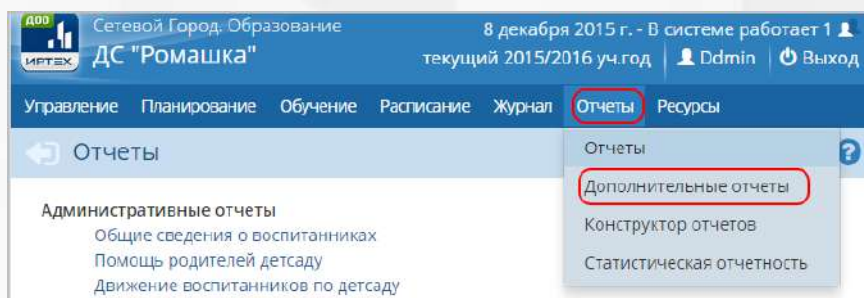 ДОО
ИРТЕХ
Сетевой Город. Образование
ДС "Ромашка"
8 декабря 2015 г. - В системе работает 1
текущий 2015/2016 уч.год Ddmin Выход
Управление Планирование Обучение Расписание Журнал Отчеты Ресурсы
Отчеты ?
Отчеты
Дополнительные отчеты
Конструктор отчетов
Статистическая отчетность
Административные отчеты
Общие сведения о воспитанниках
Помощь родителей детсаду
Движение воспитанников по детсаду